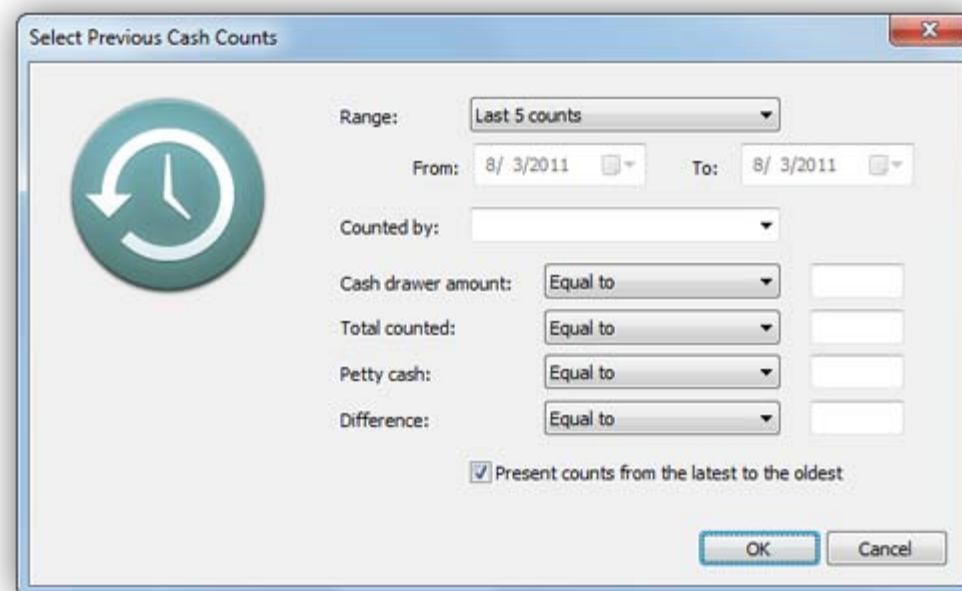 Select Previous Cash Counts
Range: Last 5 counts
From: 8/ 3/2011 To: 8/ 3/2011
Counted by:
Cash drawer amount: Equal to
Total counted: Equal to
Petty cash: Equal to
Difference: Equal to
Present counts from the latest to the oldest
OK Cancel